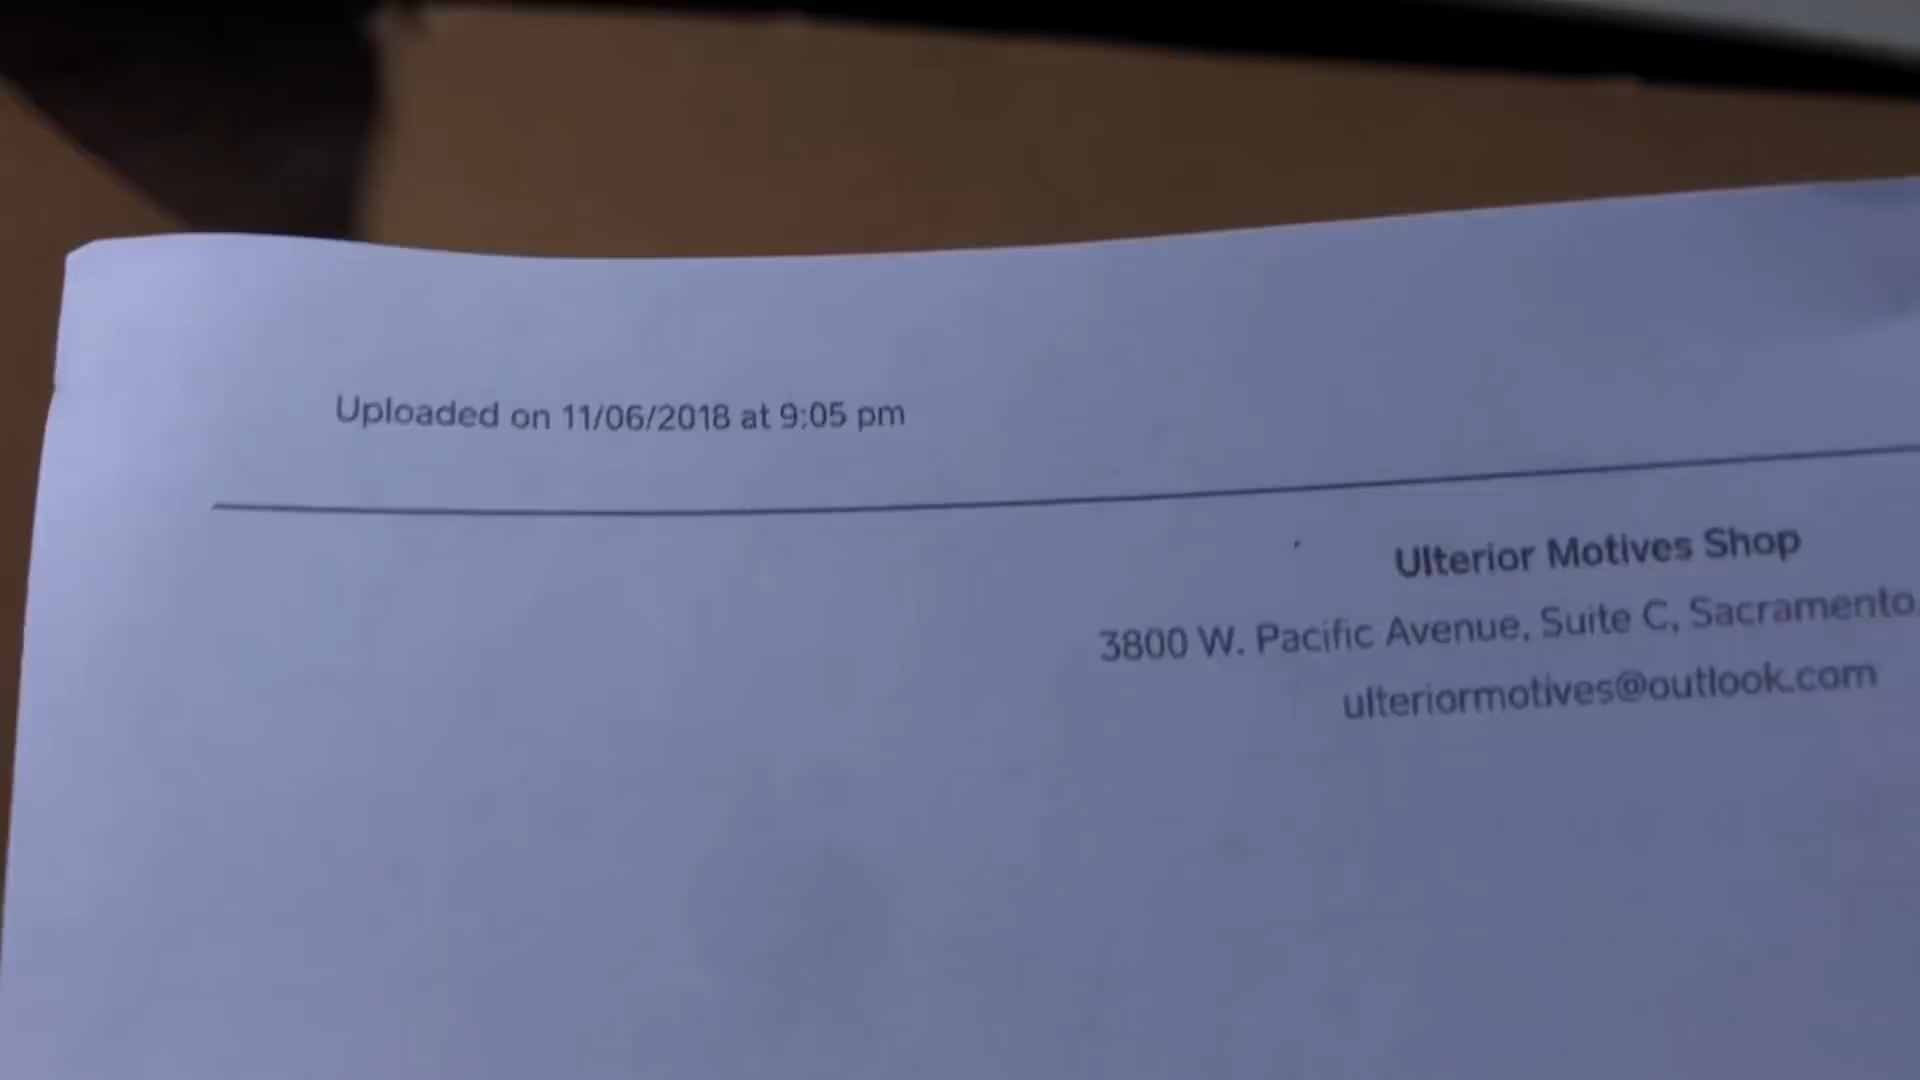 Uploaded on 11/06/2018 at 9:05 pm
Ulterior Motives Shop
3800 W. Pacific Avenue, Suite C, Sacramento
ulteriormotives@outlook.com